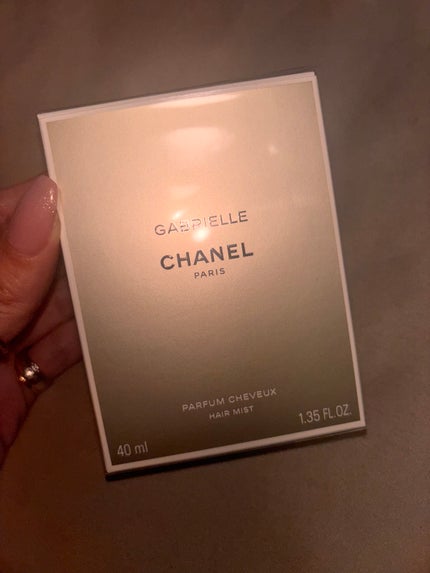 GABRIELLE
CHANEL
PARIS
PARFUM CHEVEUX
HAIR MIST
40 ml
1.35 FL.OZ.